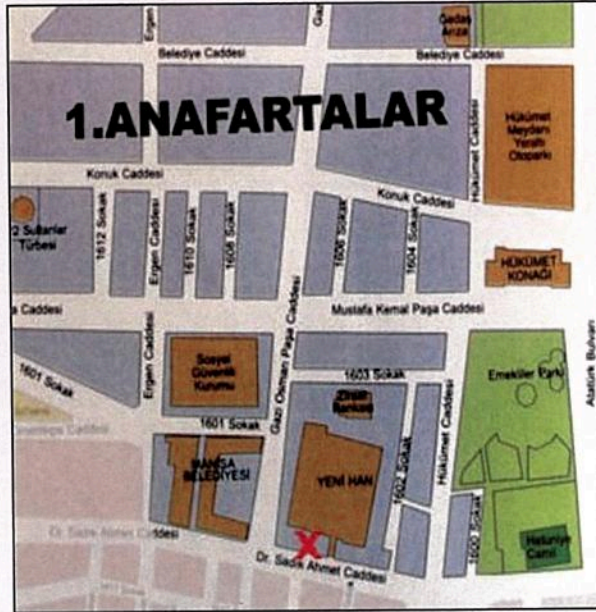 Ergen
Gazi
Gediz
Arıza
Belediye Caddesi
Belediye Caddesi
1.ANAFARTALAR
Hükümet Caddesi
Hükümet
Meydanı
Yeraltı
Otoparkı
Konuk Caddesi
Konuk Caddesi
2 Sultanlar
Türbesi
1612 Sokak
Ergen Caddesi
1610 Sokak
1608 Sokak
1606 Sokak
1604 Sokak
HÜKÜMET
KONAĞI
a Caddesi
Mustafa Kemal Paşa Caddesi
Gazi Osman Paşa Caddesi
Atatürk Bulvarı
Ergen Caddesi
1601 Sokak
Sosyal
Güvenlik
Kurumu
1603 Sokak
Emekliler Parkı
Ziraat
Bankası
Hükümet Caddesi
1601 Sokak
Caddesi
MANİSA
BELEDİYESİ
YENİ HAN
1602 Sokak
1600 Sokak
Hatuniye
Camii
Dr. Sadık Ahmet Caddesi
X
Dr. Sadık Ahmet Caddesi